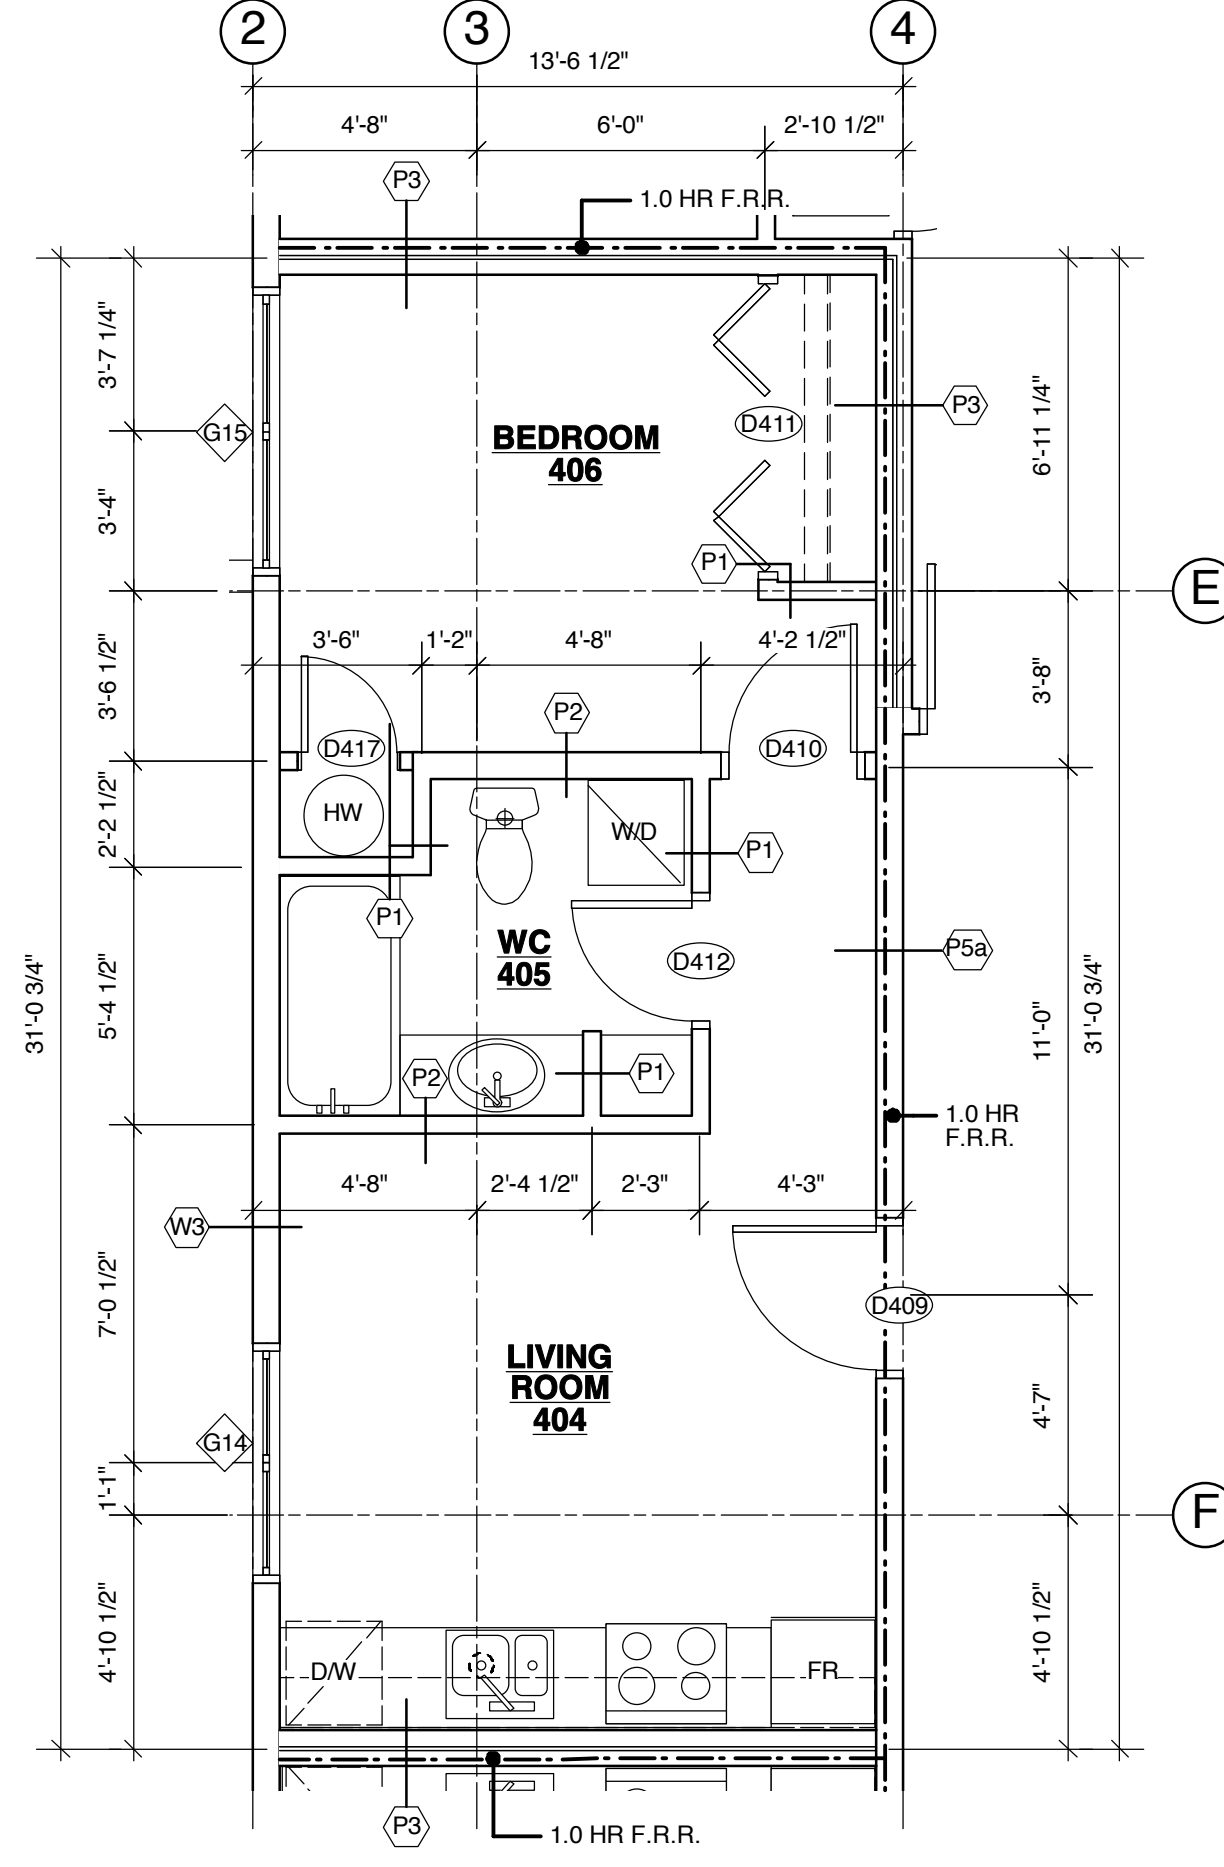 2 3 4
13'-6 1/2"
4'-8" 6'-0" 2'-10 1/2"
P3
1.0 HR F.R.R.
3'-7 1/4"
6'-11 1/4"
P3
D411
G15
BEDROOM
406
3'-4"
P1
E
3'-6" 1'-2" 4'-8" 4'-2 1/2"
3'-6 1/2"
3'-8"
P2
D417
D410
HW
2'-2 1/2"
W/D
P1
P1
WC
405
D412
P5a
31'-0 3/4"
5'-4 1/2"
11'-0"
31'-0 3/4"
P2
P1
1.0 HR
F.R.R.
4'-8" 2'-4 1/2" 2'-3" 4'-3"
W3
7'-0 1/2"
D409
LIVING
ROOM
404
4'-7"
G14
1'-1"
F
4'-10 1/2"
4'-10 1/2"
D/W
FR
P3
1.0 HR F.R.R.